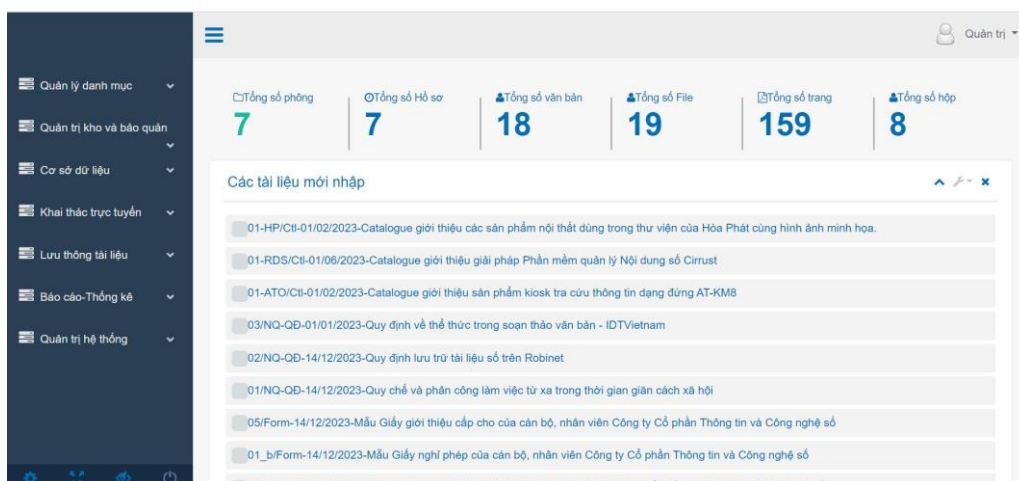 Quản trị
Quản lý danh mục
Quản trị kho và bảo quản
Cơ sở dữ liệu
Khai thác trực tuyến
Lưu thông tài liệu
Báo cáo-Thống kê
Quản trị hệ thống
Tổng số phông
7
Tổng số Hồ sơ
7
Tổng số văn bản
18
Tổng số File
19
Tổng số trang
159
Tổng số hộp
8
Các tài liệu mới nhập
01-HP/Ctl-01/02/2023-Catalogue giới thiệu các sản phẩm nội thất dùng trong thư viện của Hòa Phát cùng hình ảnh minh họa.
01-RDS/Ctl-01/06/2023-Catalogue giới thiệu giải pháp Phần mềm quản lý Nội dung số Cirrust
01-ATO/Ctl-01/02/2023-Catalogue giới thiệu sản phẩm kiosk tra cứu thông tin dạng đứng AT-KM8
03/NQ-QĐ-01/01/2023-Quy định về thể thức trong soạn thảo văn bản - IDTVietnam
02/NQ-QĐ-14/12/2023-Quy định lưu trữ tài liệu số trên Robinet
01/NQ-QĐ-14/12/2023-Quy chế và phân công làm việc từ xa trong thời gian giãn cách xã hội
05/Form-14/12/2023-Mẫu Giấy giới thiệu cấp cho của cán bộ, nhân viên Công ty Cổ phần Thông tin và Công nghệ số
01_b/Form-14/12/2023-Mẫu Giấy nghỉ phép của cán bộ, nhân viên Công ty Cổ phần Thông tin và Công nghệ số